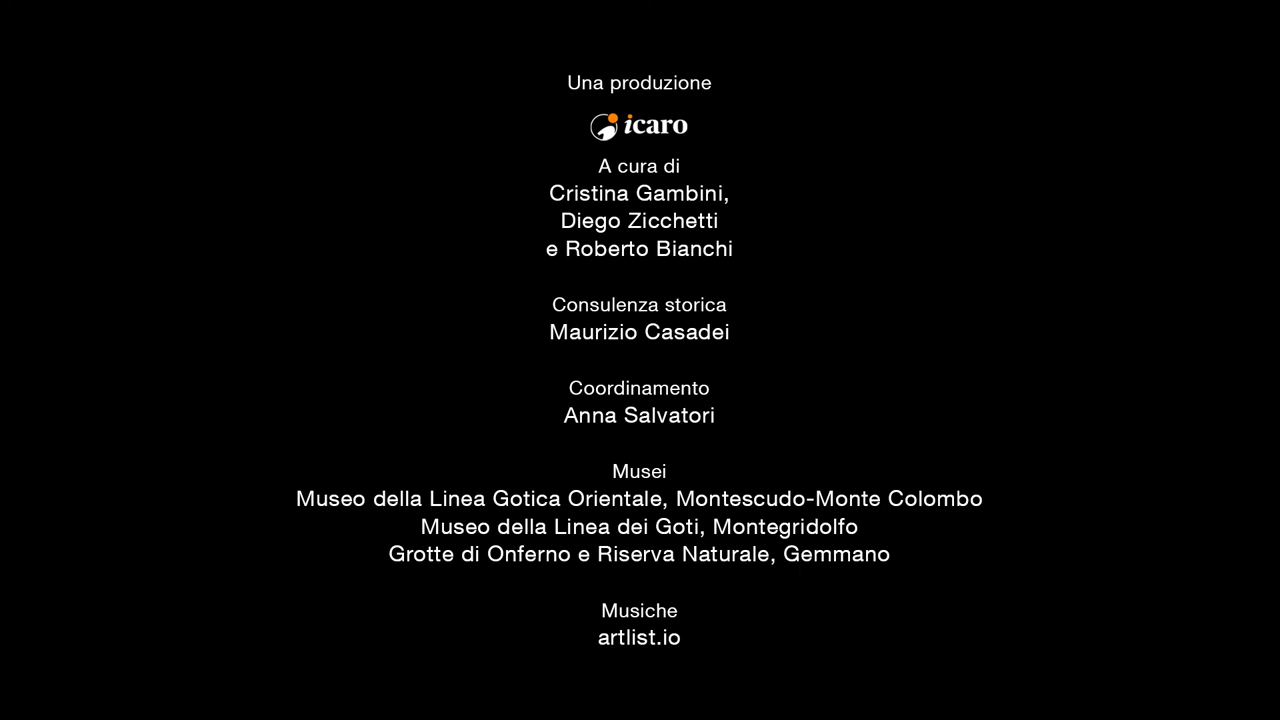 Una produzione
icaro
A cura di
Cristina Gambini,
Diego Zicchetti
e Roberto Bianchi
Consulenza storica
Maurizio Casadei
Coordinamento
Anna Salvatori
Musei
Museo della Linea Gotica Orientale, Montescudo-Monte Colombo
Museo della Linea dei Goti, Montegridolfo
Grotte di Onferno e Riserva Naturale, Gemmano
Musiche
artlist.io